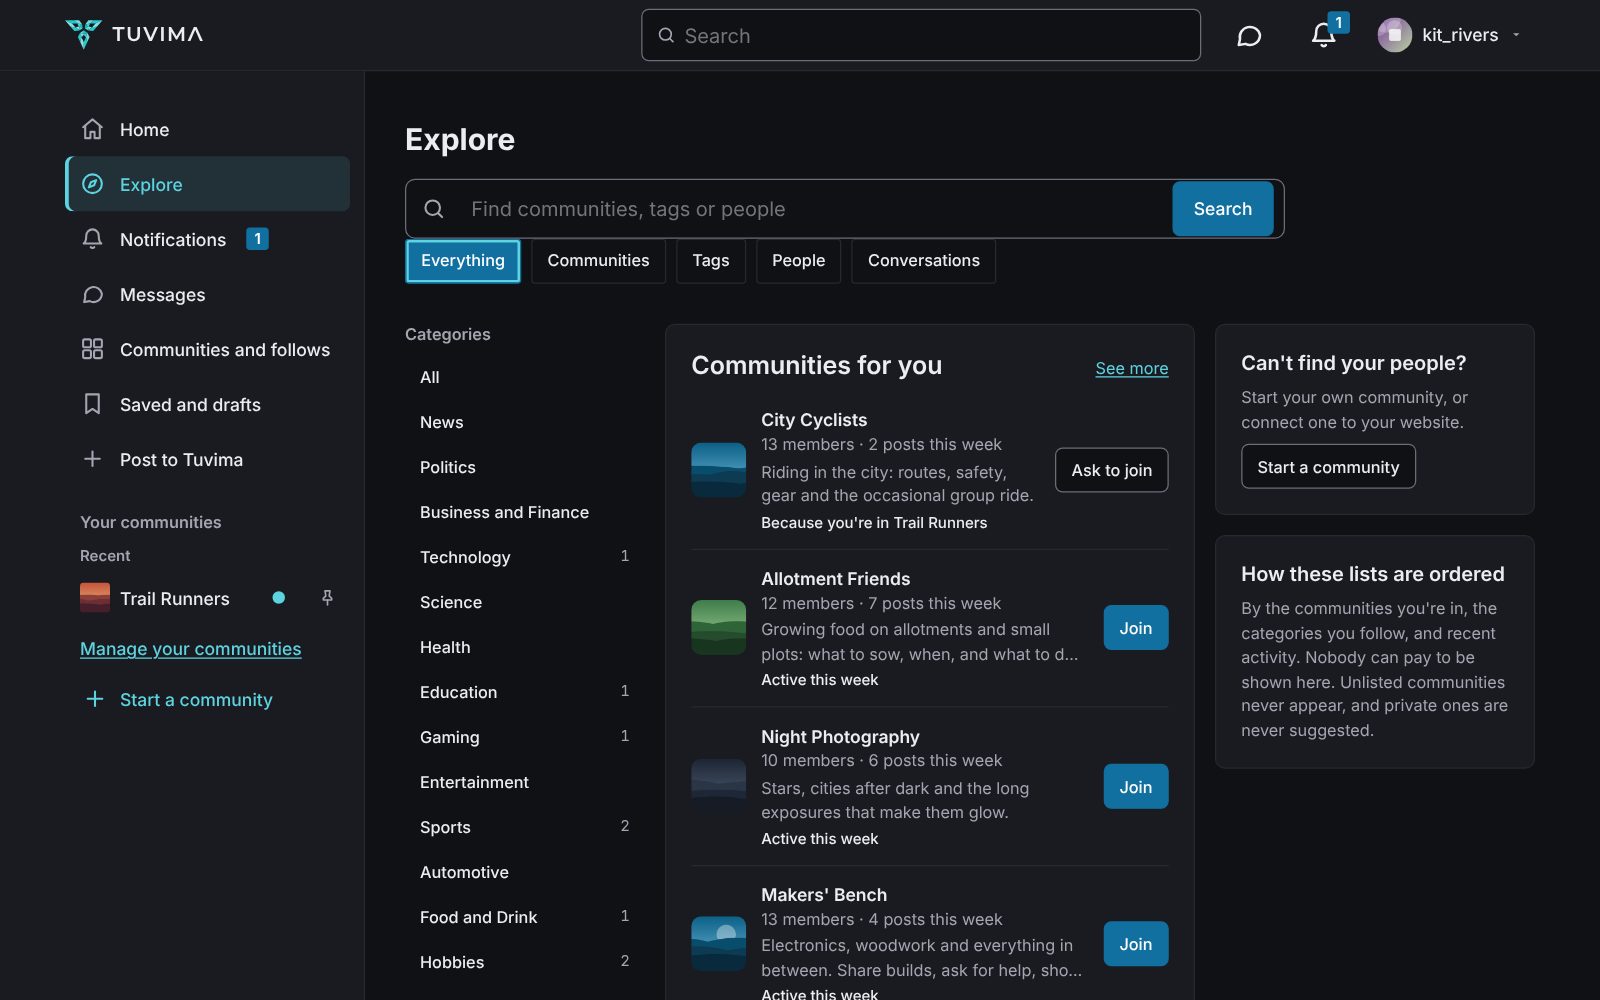 TUVIMA
Search
1
kit_rivers
Home
Explore
Notifications 1
Messages
Communities and follows
Saved and drafts
Post to Tuvima
Your communities
Recent
Trail Runners
Manage your communities
Start a community
Explore
Find communities, tags or people
Search
Everything
Communities
Tags
People
Conversations
Categories
All
News
Politics
Business and Finance
Technology 1
Science
Health
Education 1
Gaming 1
Entertainment
Sports 2
Automotive
Food and Drink 1
Hobbies 2
Communities for you
See more
City Cyclists
13 members · 2 posts this week
Riding in the city: routes, safety,
gear and the occasional group ride.
Because you're in Trail Runners
Ask to join
Allotment Friends
12 members · 7 posts this week
Growing food on allotments and small
plots: what to sow, when, and what to d...
Active this week
Join
Night Photography
10 members · 6 posts this week
Stars, cities after dark and the long
exposures that make them glow.
Active this week
Join
Makers' Bench
13 members · 4 posts this week
Electronics, woodwork and everything in
between. Share builds, ask for help, sho...
Active this week
Join
Can't find your people?
Start your own community, or
connect one to your website.
Start a community
How these lists are ordered
By the communities you're in, the
categories you follow, and recent
activity. Nobody can pay to be
shown here. Unlisted communities
never appear, and private ones are
never suggested.